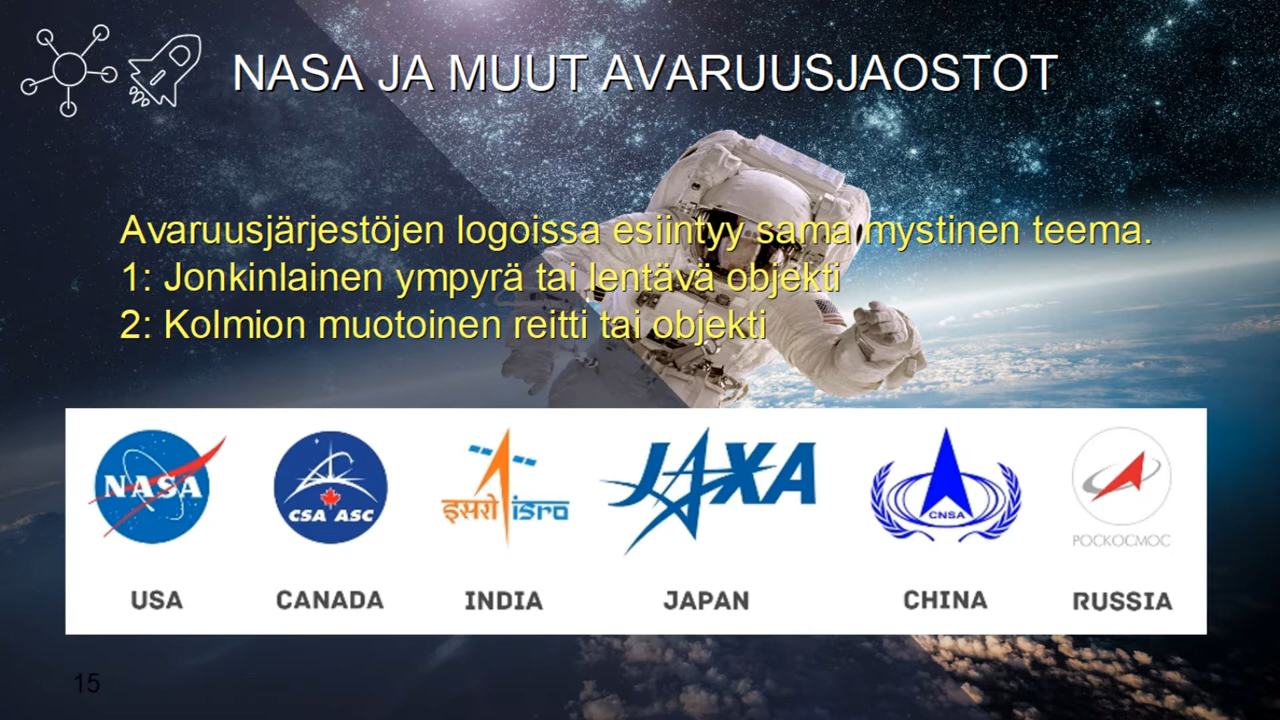 NASA JA MUUT AVARUUSJAOSTOT
Avaruusjärjestöjen logoissa esiintyy sama mystinen teema.
1: Jonkinlainen ympyrä tai lentävä objekti
2: Kolmion muotoinen reitti tai objekti
NASA
CSA ASC
इसरो isro
JAXA
CNSA
РОСКОСМОС
USA
CANADA
INDIA
JAPAN
CHINA
RUSSIA
15